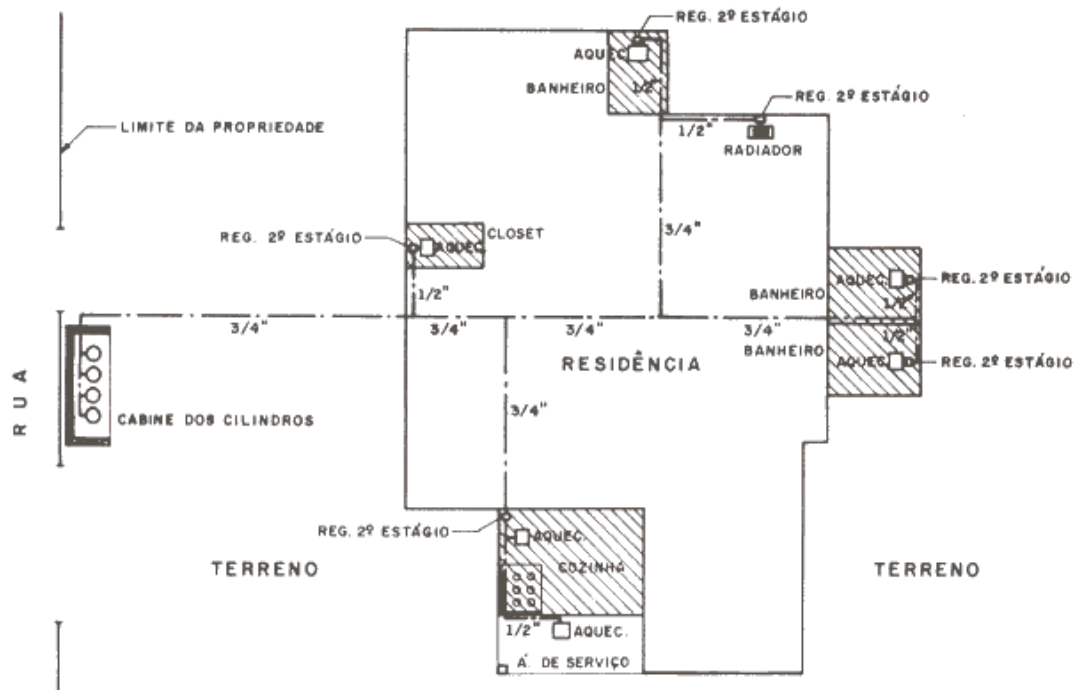 REG. 2º ESTÁGIO
AQUEC.
BANHEIRO
1/2"
REG. 2º ESTÁGIO
1/2"
RADIADOR
LIMITE DA PROPRIEDADE
3/4"
REG. 2º ESTÁGIO
AQUEC.
CLOSET
1/2"
AQUEC.
REG. 2º ESTÁGIO
BANHEIRO
1/2"
3/4"
3/4"
3/4"
3/4"
1/2"
RESIDÊNCIA
BANHEIRO
AQUEC.
REG. 2º ESTÁGIO
RUA
3/4"
CABINE DOS CILINDROS
REG. 2º ESTÁGIO
AQUEC.
COZINHA
TERRENO
TERRENO
1/2"
AQUEC.
Á. DE SERVIÇO